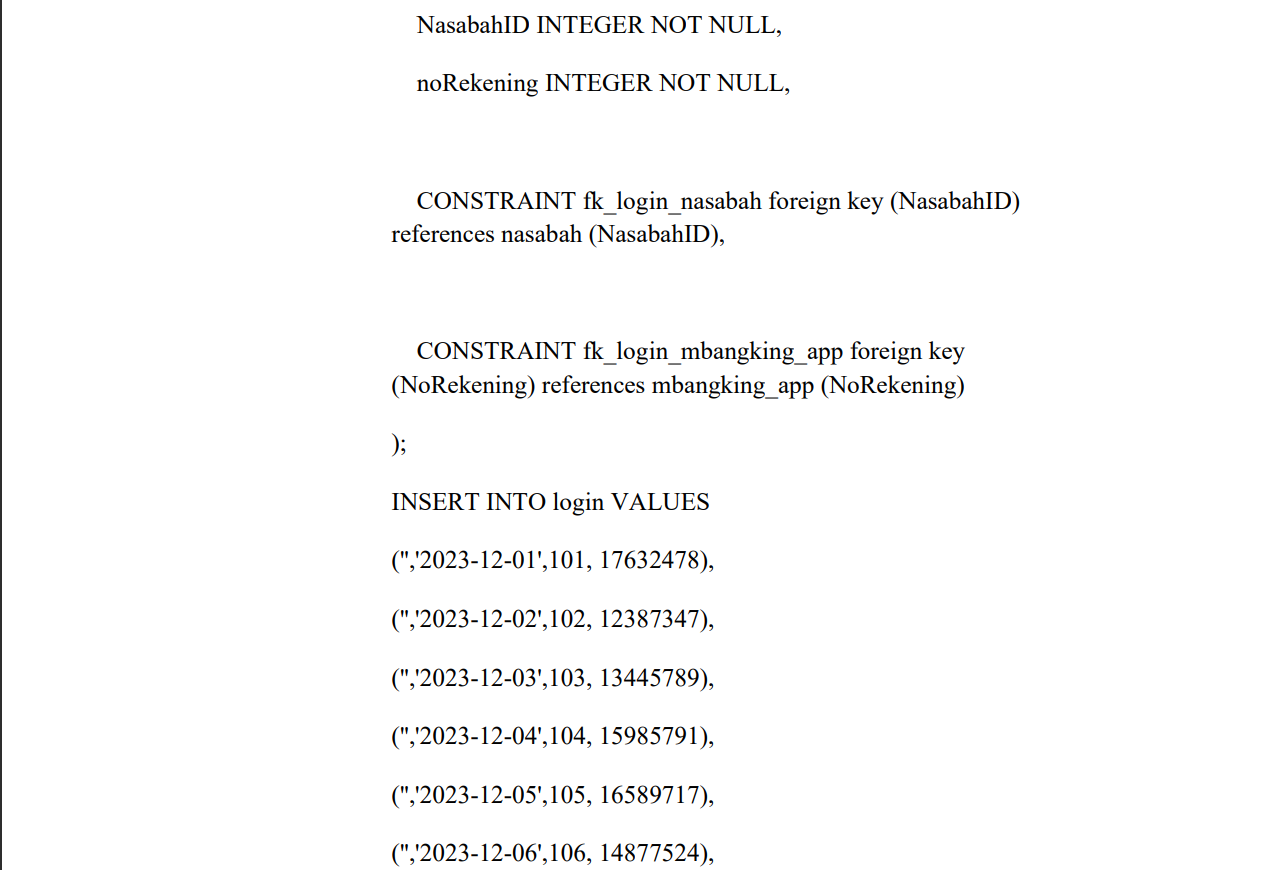 NasabahID INTEGER NOT NULL,
noRekening INTEGER NOT NULL,
CONSTRAINT fk_login_nasabah foreign key (NasabahID)
references nasabah (NasabahID),
CONSTRAINT fk_login_mbangking_app foreign key
(NoRekening) references mbangking_app (NoRekening)
);
INSERT INTO login VALUES
('','2023-12-01',101, 17632478),
('','2023-12-02',102, 12387347),
('','2023-12-03',103, 13445789),
('','2023-12-04',104, 15985791),
('','2023-12-05',105, 16589717),
('','2023-12-06',106, 14877524),